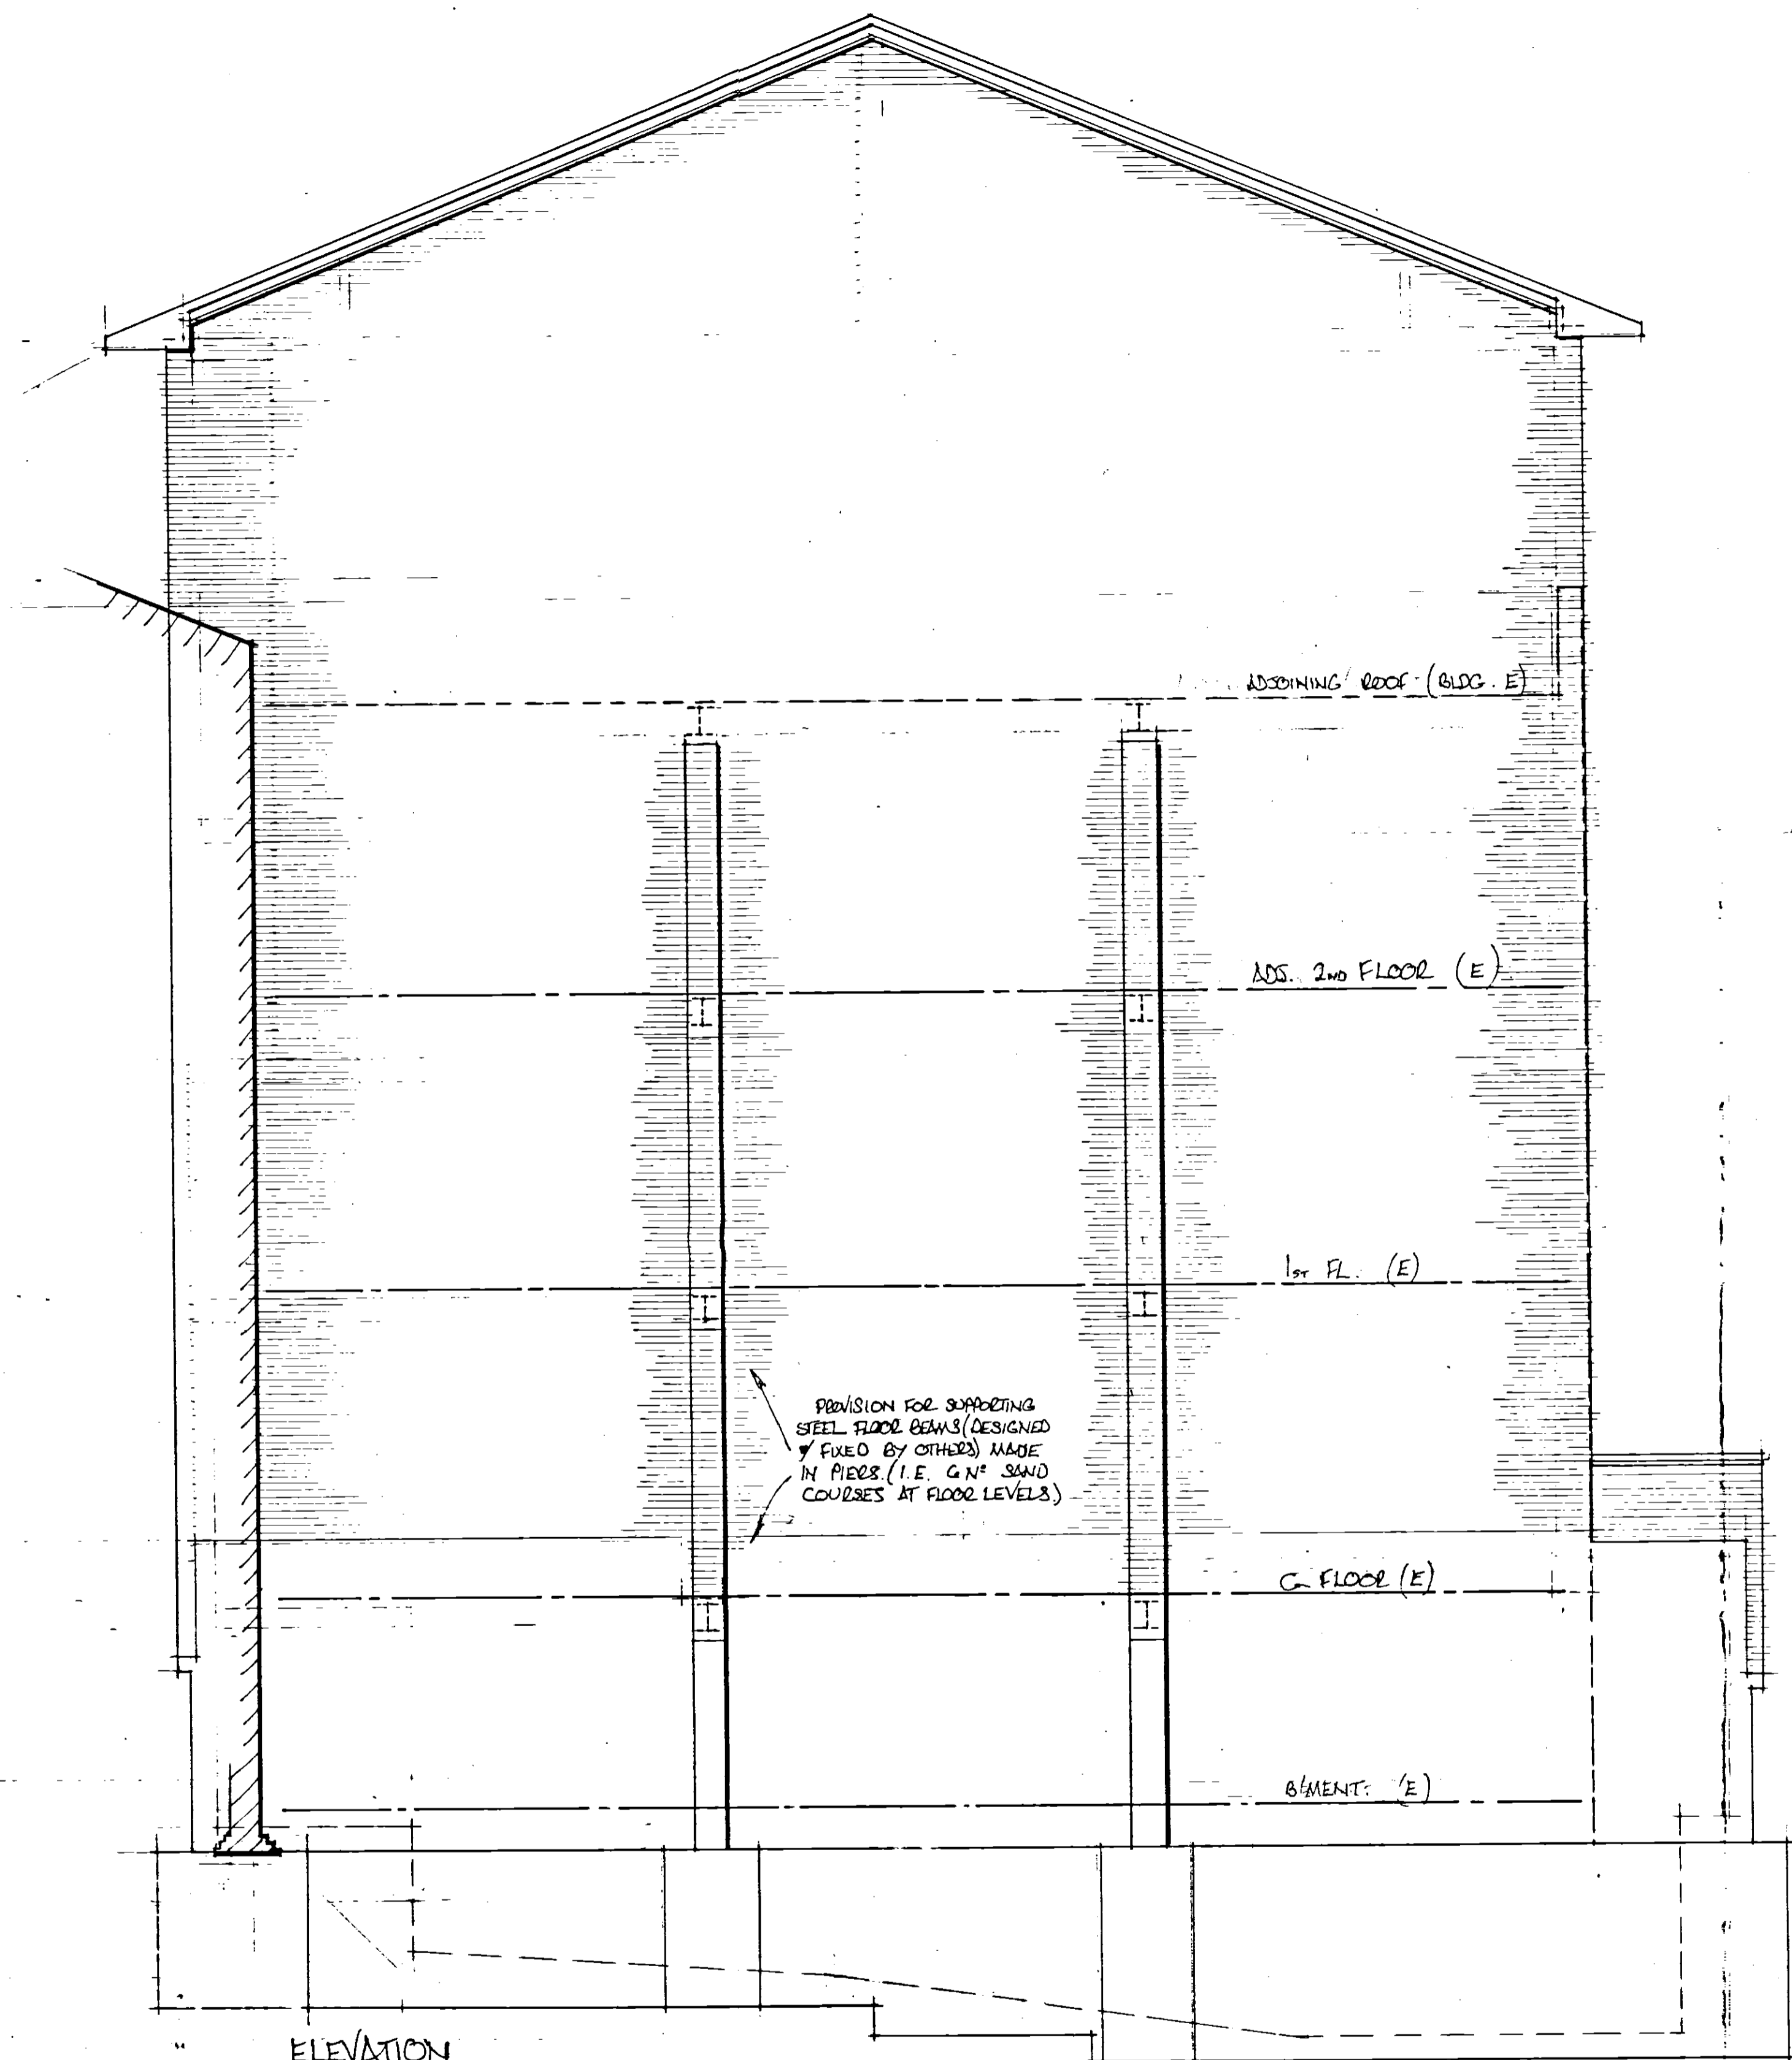 ADJOINING ROOF (BLDG. E)
ADJ. 2ND FLOOR (E)
1ST FL. (E)
PROVISION FOR SUPPORTING
STEEL FLOOR BEAMS (DESIGNED
& FIXED BY OTHERS) MADE
IN PIERS. (I.E. 6 Nº SAND
COURSES AT FLOOR LEVELS.)
G FLOOR (E)
B'MENT. (E)
ELEVATION